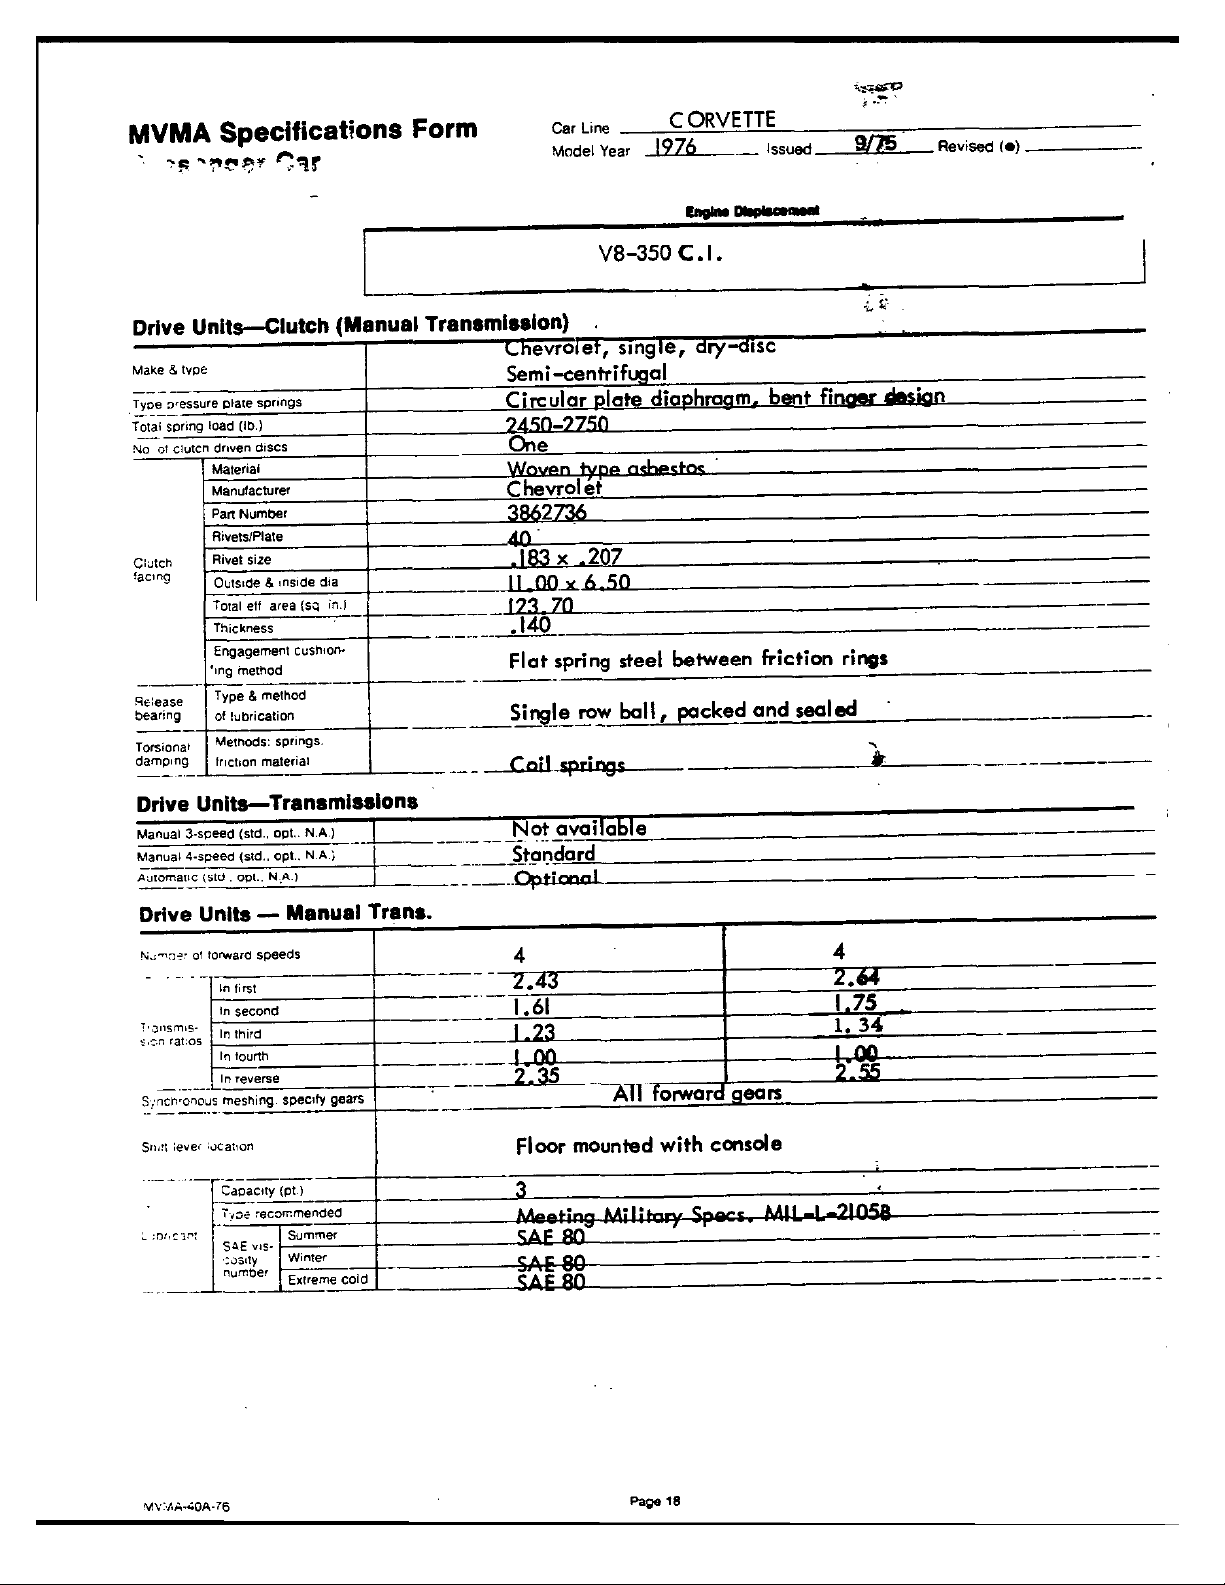 MVMA Specifications Form
Car Line CORVETTE
Model Year 1976 Issued 9/75 Revised (●)
Passenger Car
Engine Displacement
V8-350 C.I.
Drive Units—Clutch (Manual Transmission)
Make & type Chevrolet, single, dry-disc
Semi-centrifugal
Type pressure plate springs Circular plate diaphragm, bent finger design
Total spring load (lb.) 2450-2750
No. of clutch driven discs One
Clutch facing
Material Woven type asbestos
Manufacturer Chevrolet
Part Number 3862736
Rivets/Plate 40
Rivet size .183 x .207
Outside & inside dia 11.00 x 6.50
Total eff. area (sq. in.) 123.70
Thickness .140
Engagement cushion-
ing method Flat spring steel between friction rings
Release bearing
Type & method
of lubrication Single row ball, packed and sealed
Torsional damping
Methods: springs,
friction material Coil springs
Drive Units—Transmissions
Manual 3-speed (std., opt., N.A.) Not available
Manual 4-speed (std., opt., N.A.) Standard
Automatic (std., opt., N.A.) Optional
Drive Units — Manual Trans.
Number of forward speeds 4 4
Transmis-
sion ratios
In first 2.43 2.64
In second 1.61 1.75
In third 1.23 1.34
In fourth 1.00 1.00
In reverse 2.35 2.55
Synchronous meshing, specify gears All forward gears
Shift lever location Floor mounted with console
Lubricant
Capacity (pt.) 3
Type recommended Meeting Military Specs. MIL-L-2105B
SAE vis-
cosity
number
Summer SAE 80
Winter SAE 80
Extreme cold SAE 80
MVMA-40A-76
Page 18